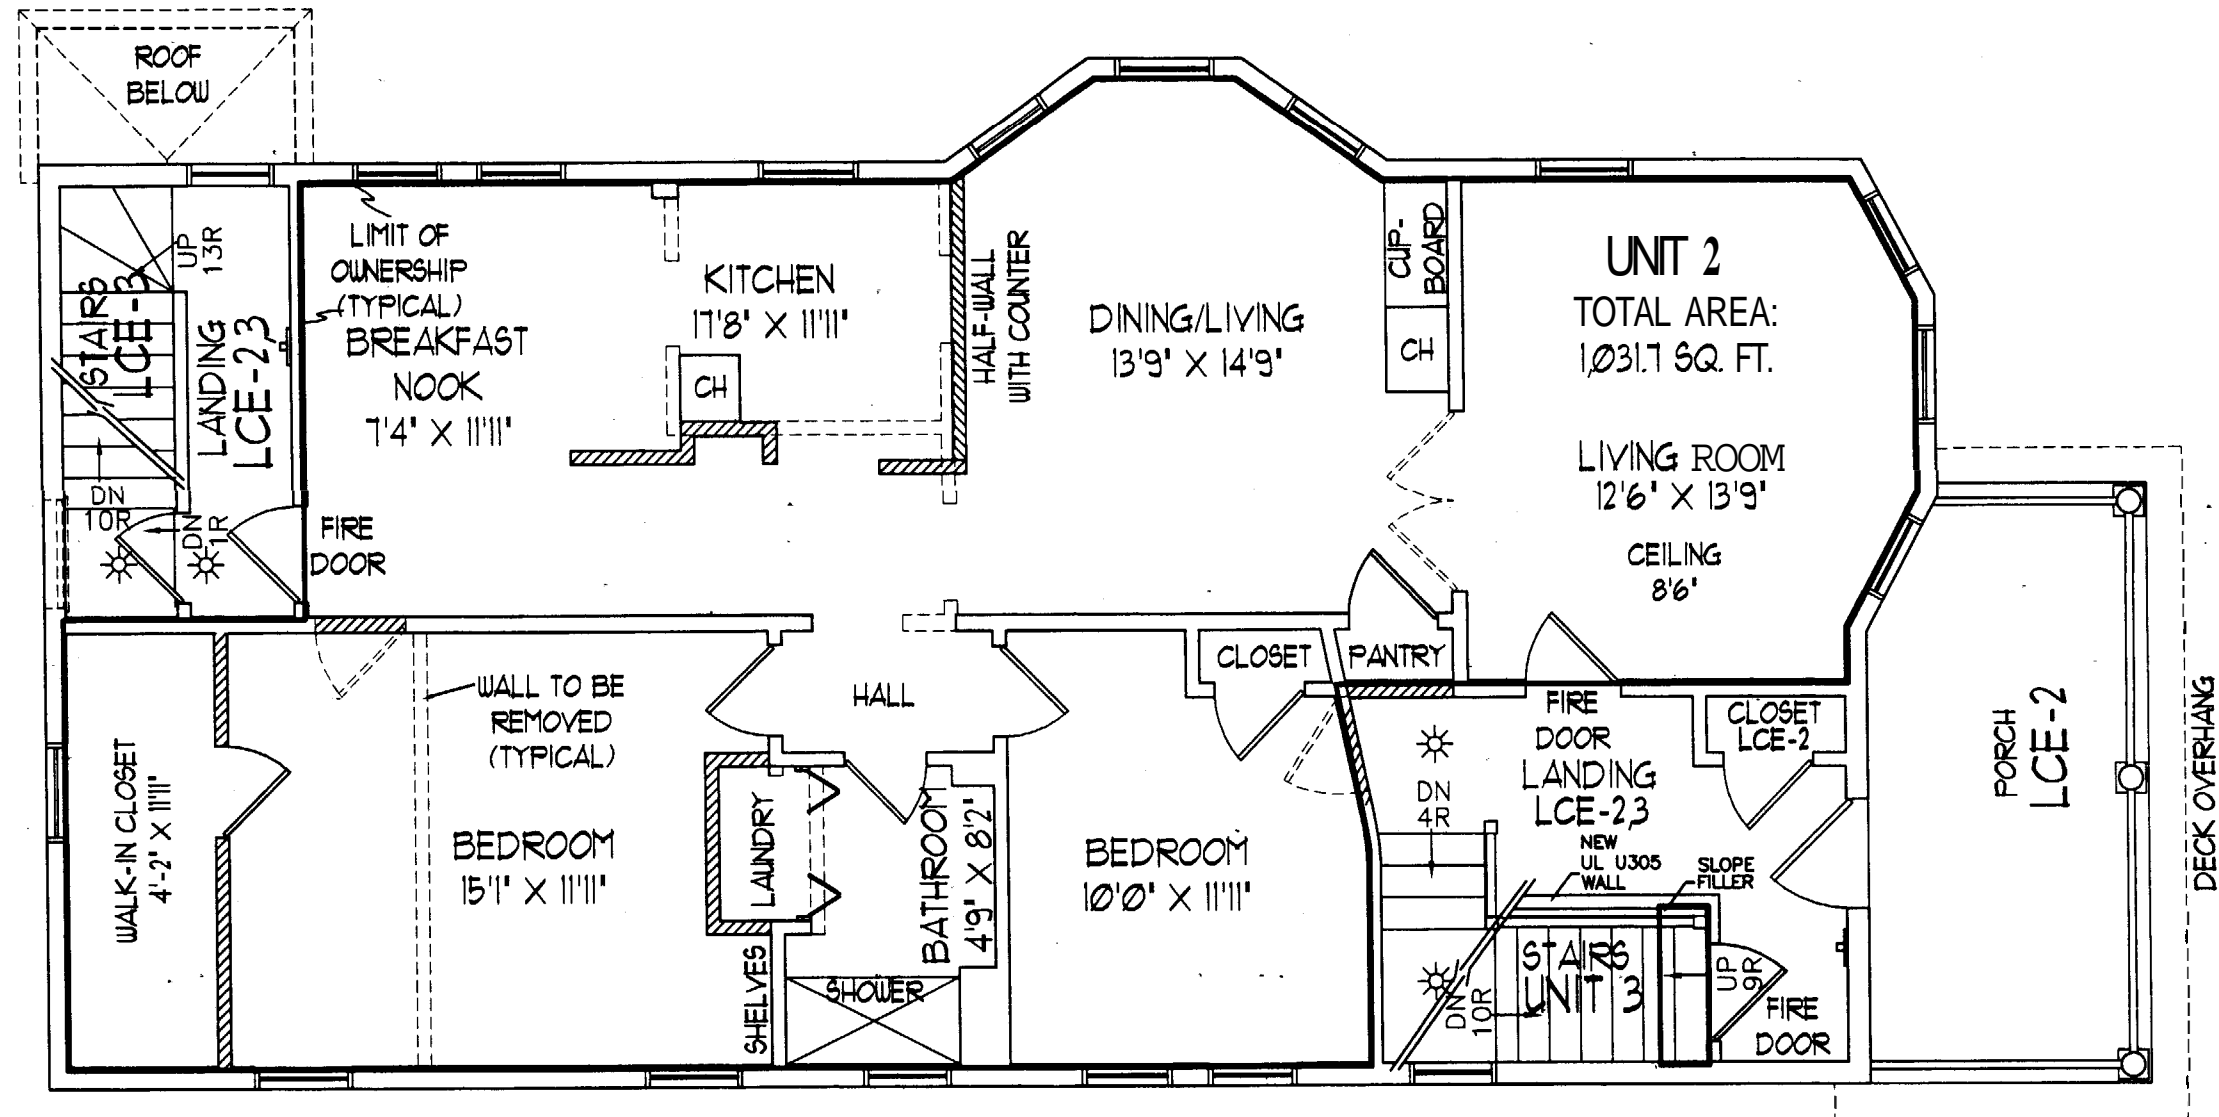 ROOF
BELOW
STAIRS
LCE-3
UP
13R
LANDING
LCE-2,3
DN
10R
DN
1R
LIMIT OF
OWNERSHIP
(TYPICAL)
BREAKFAST
NOOK
7'4" X 11'11"
FIRE
DOOR
KITCHEN
17'8" X 11'11"
CH
HALF-WALL
WITH COUNTER
DINING/LIVING
13'9" X 14'9"
CUP-
BOARD
CH
UNIT 2
TOTAL AREA:
1,031.7 SQ. FT.
LIVING ROOM
12'6" X 13'9"
CEILING
8'6"
WALK-IN CLOSET
4'-2" X 11'11"
WALL TO BE
REMOVED
(TYPICAL)
BEDROOM
15'1" X 11'11"
HALL
LAUNDRY
SHELVES
BATHROOM
4'9" X 8'2"
SHOWER
BEDROOM
10'0" X 11'11"
CLOSET
PANTRY
FIRE
DOOR
LANDING
LCE-2,3
CLOSET
LCE-2
DN
4R
NEW
UL U305
WALL
SLOPE
FILLER
STAIRS
UNIT 3
DN
10R
UP
9R
FIRE
DOOR
PORCH
LCE-2
DECK OVERHANG